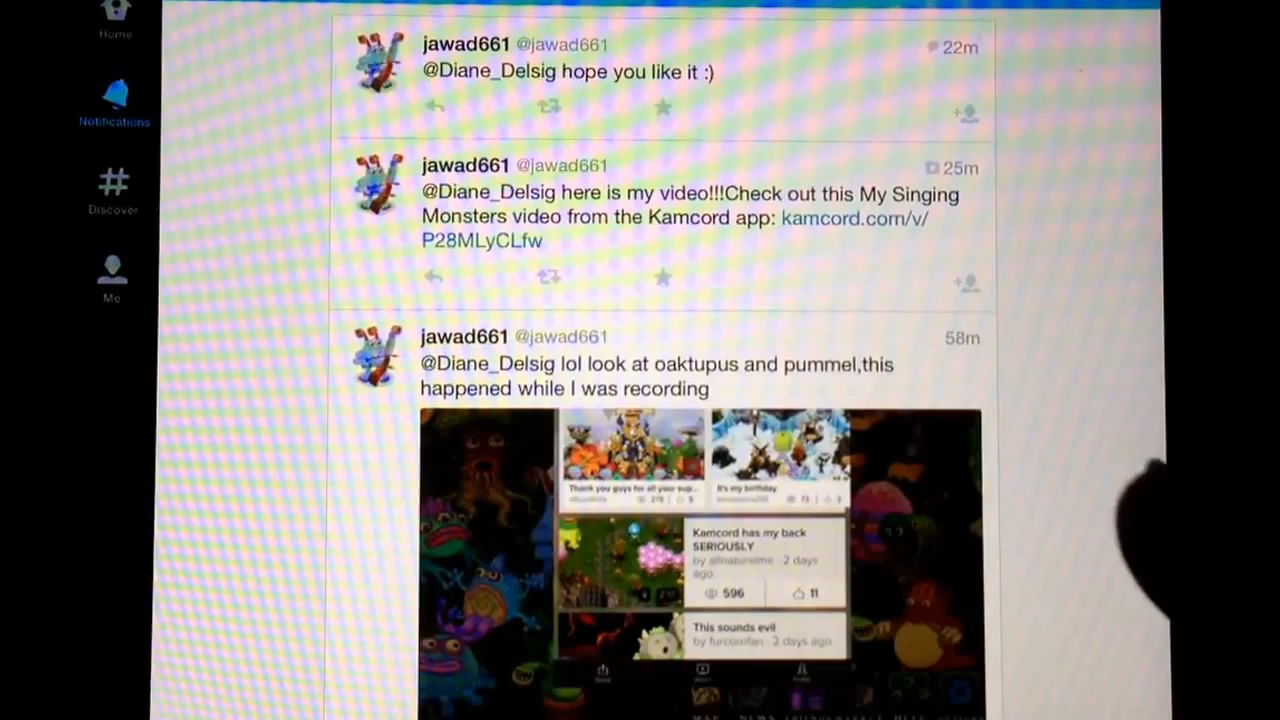 Home
Notifications
Discover
Me
jawad661 @jawad661
22m
@Diane_Delsig hope you like it :)
jawad661 @jawad661
25m
@Diane_Delsig here is my video!!!Check out this My Singing
Monsters video from the Kamcord app: kamcord.com/v/
P28MLyCLfw
jawad661 @jawad661
58m
@Diane_Delsig lol look at oaktupus and pummel,this
happened while I was recording
Thank you guys for all your sup...
It's my birthday
Kamcord has my back
SERIOUSLY
by allnaturalme · 2 days
ago
596
11
This sounds evil
by furcornfan · 2 days ago